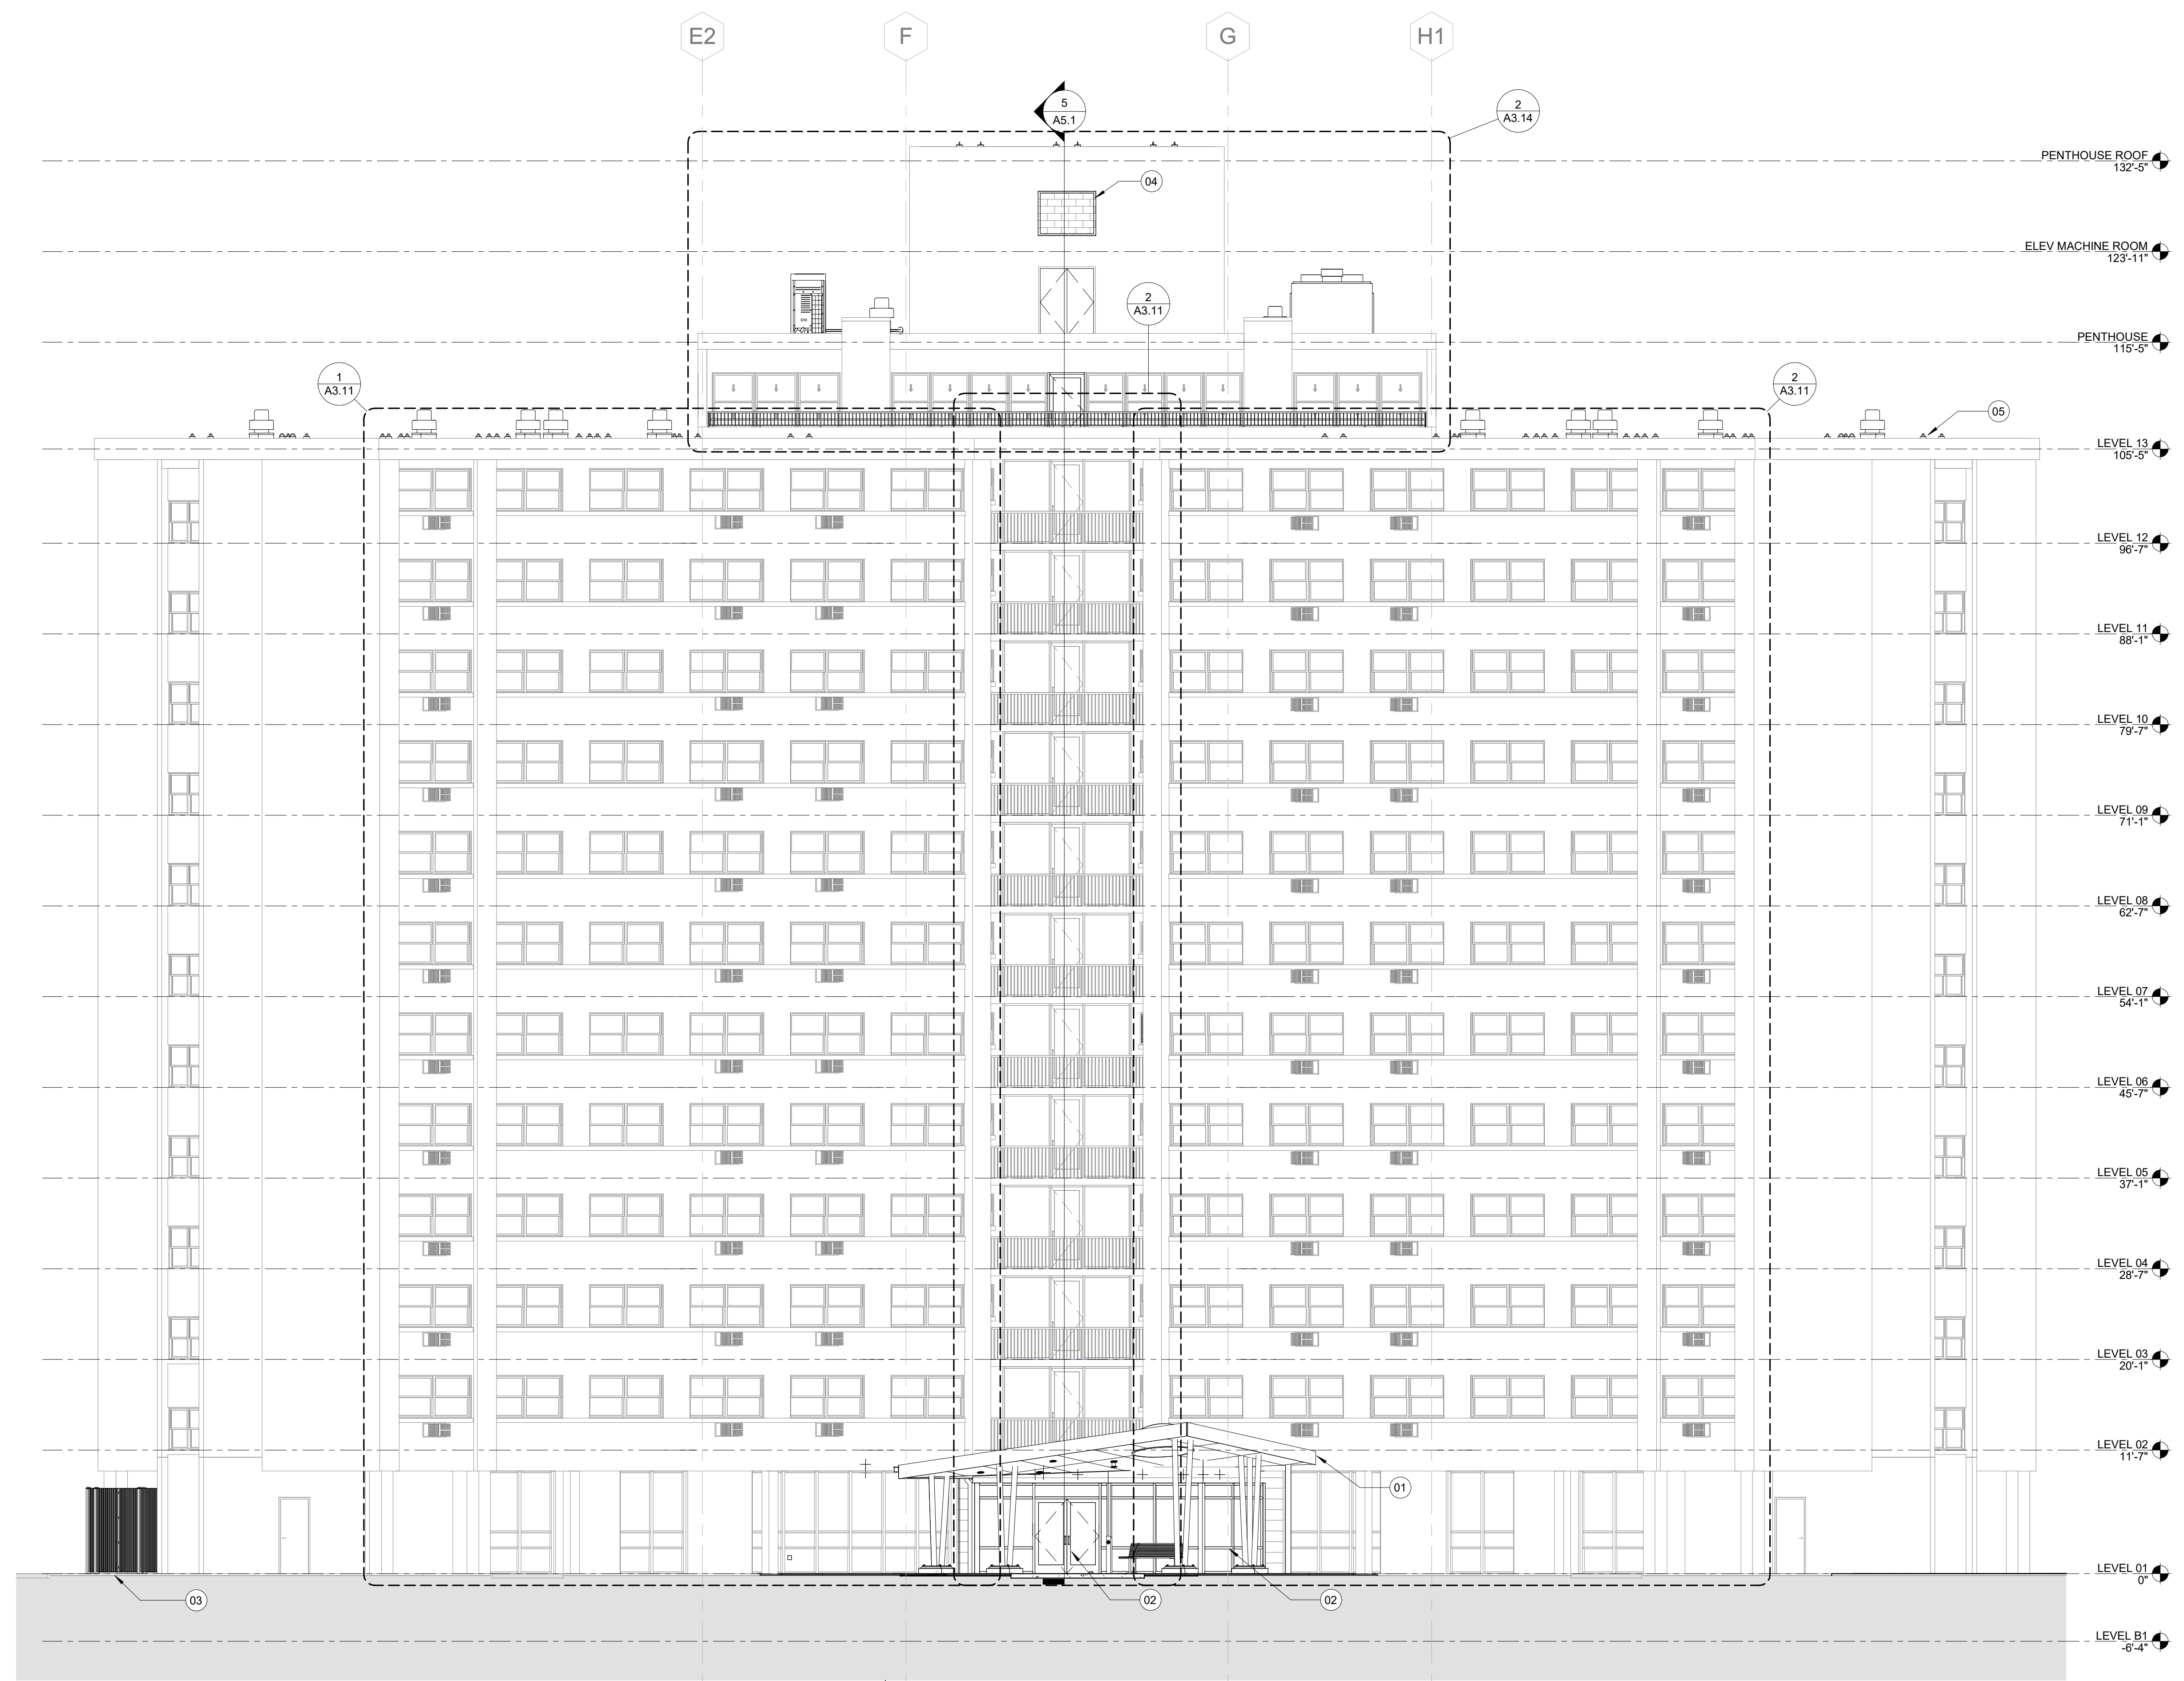 E2
F
G
H1
5
A5.1
2
A3.14
PENTHOUSE ROOF
132'-5"
04
ELEV MACHINE ROOM
123'-11"
2
A3.11
PENTHOUSE
115'-5"
1
A3.11
2
A3.11
05
LEVEL 13
105'-5"
LEVEL 12
96'-7"
LEVEL 11
88'-1"
LEVEL 10
79'-7"
LEVEL 09
71'-1"
LEVEL 08
62'-7"
LEVEL 07
54'-1"
LEVEL 06
45'-7"
LEVEL 05
37'-1"
LEVEL 04
28'-7"
LEVEL 03
20'-1"
LEVEL 02
11'-7"
01
LEVEL 01
0"
03
02
02
LEVEL B1
-6'-4"